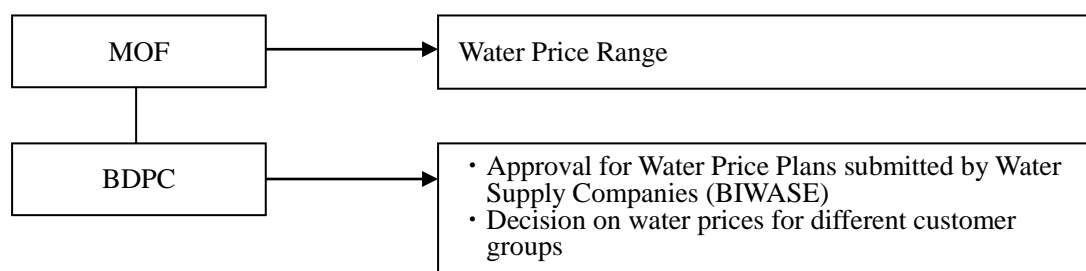 MOF
Water Price Range
BDPC
・Approval for Water Price Plans submitted by Water
Supply Companies (BIWASE)
・Decision on water prices for different customer
groups